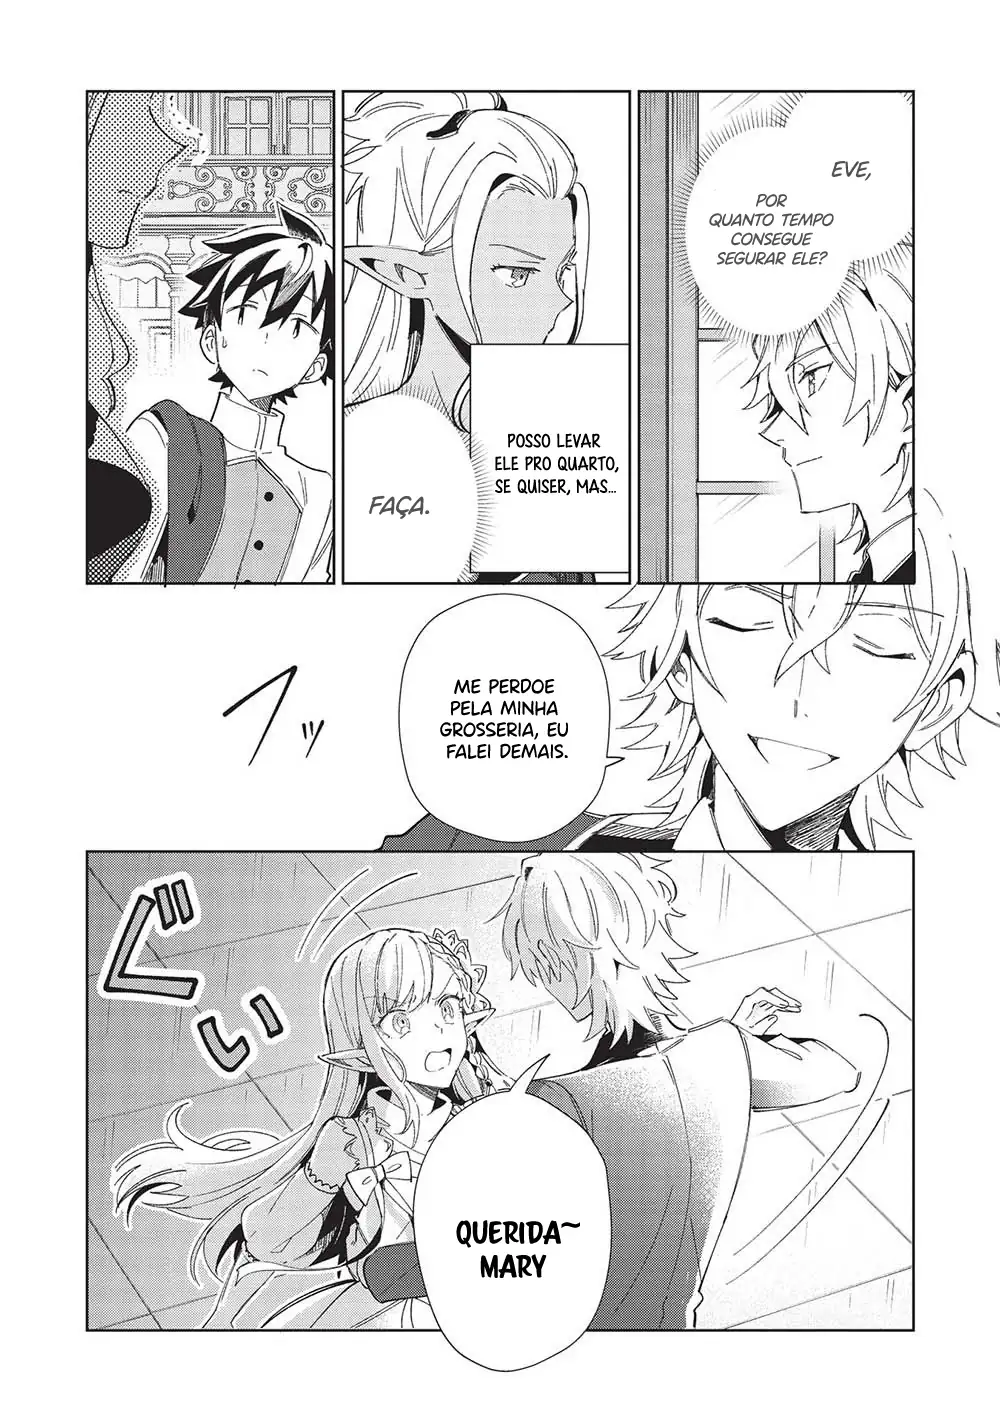 EVE,
POR
QUANTO TEMPO
CONSEGUE
SEGURAR ELE?
POSSO LEVAR
ELE PRO QUARTO,
SE QUISER, MAS...
FAÇA.
ME PERDOE
PELA MINHA
GROSSERIA, EU
FALEI DEMAIS.
フッ
ぐい
QUERIDA~
MARY